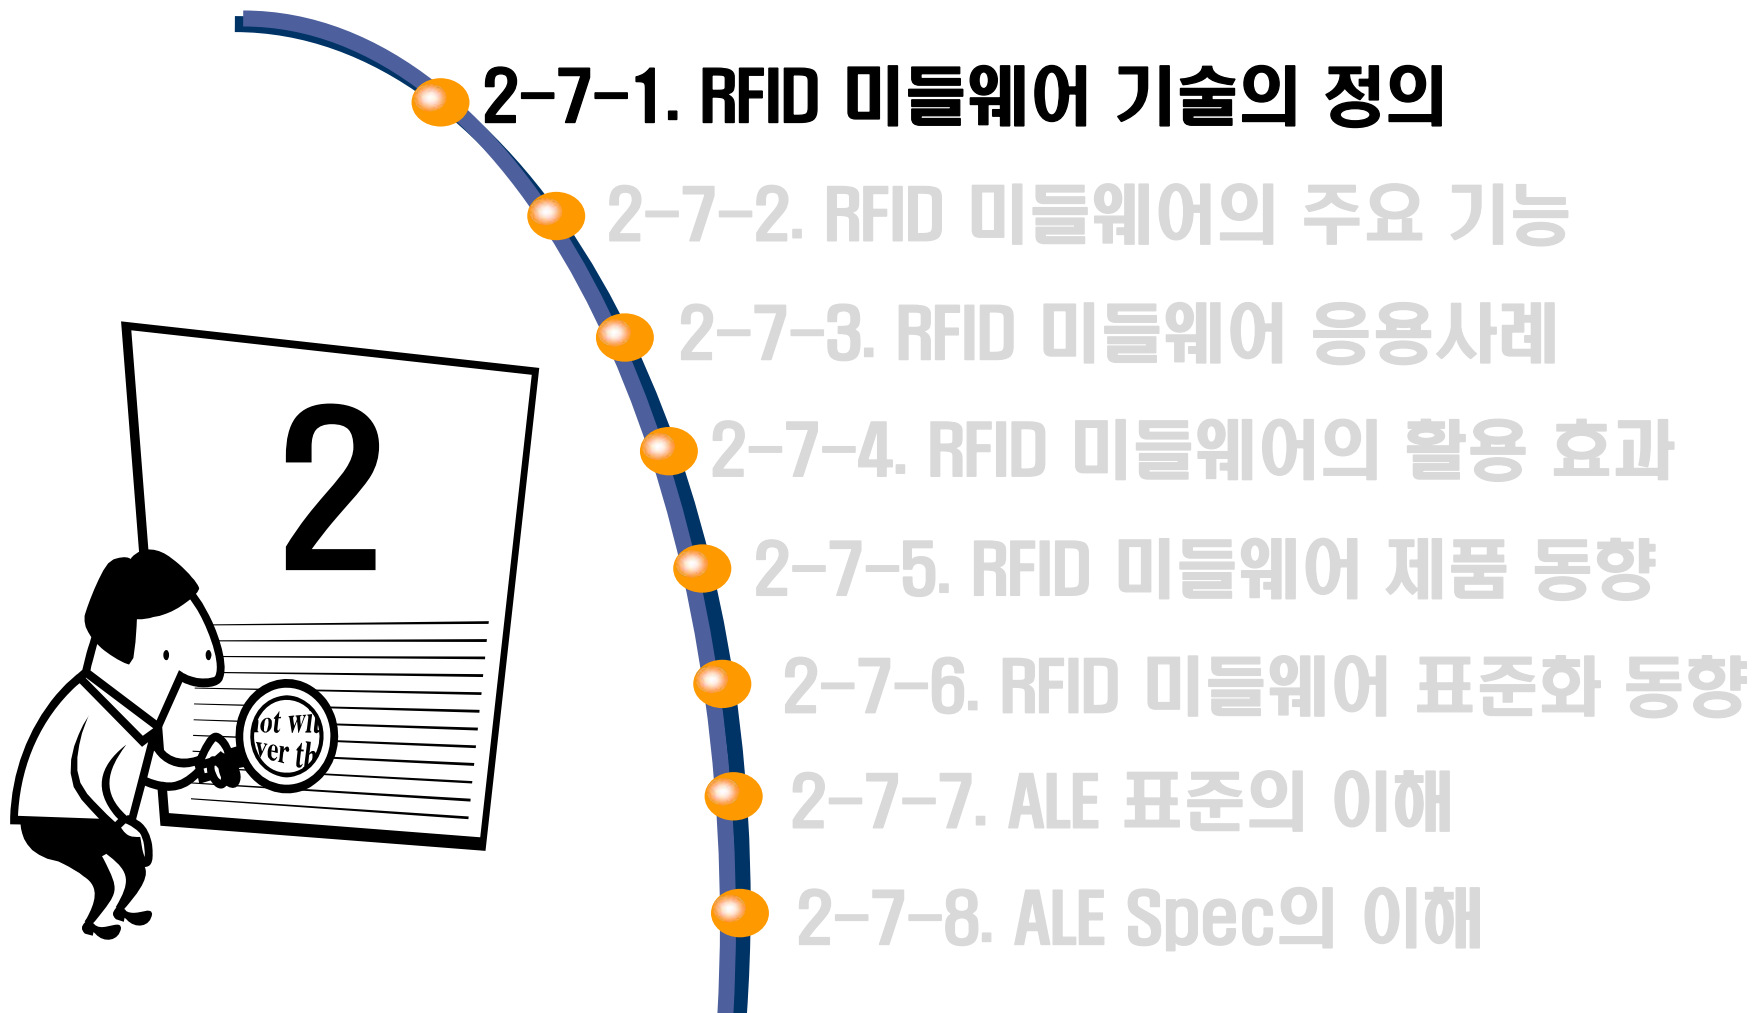 2-7-1. RFID 미들웨어 기술의 정의
2-7-2. RFID 미들웨어의 주요 기능
2-7-3. RFID 미들웨어 응용사례
2-7-4. RFID 미들웨어의 활용 효과
2-7-5. RFID 미들웨어 제품 동향
2-7-6. RFID 미들웨어 표준화 동향
2-7-7. ALE 표준의 이해
2-7-8. ALE Spec의 이해
2